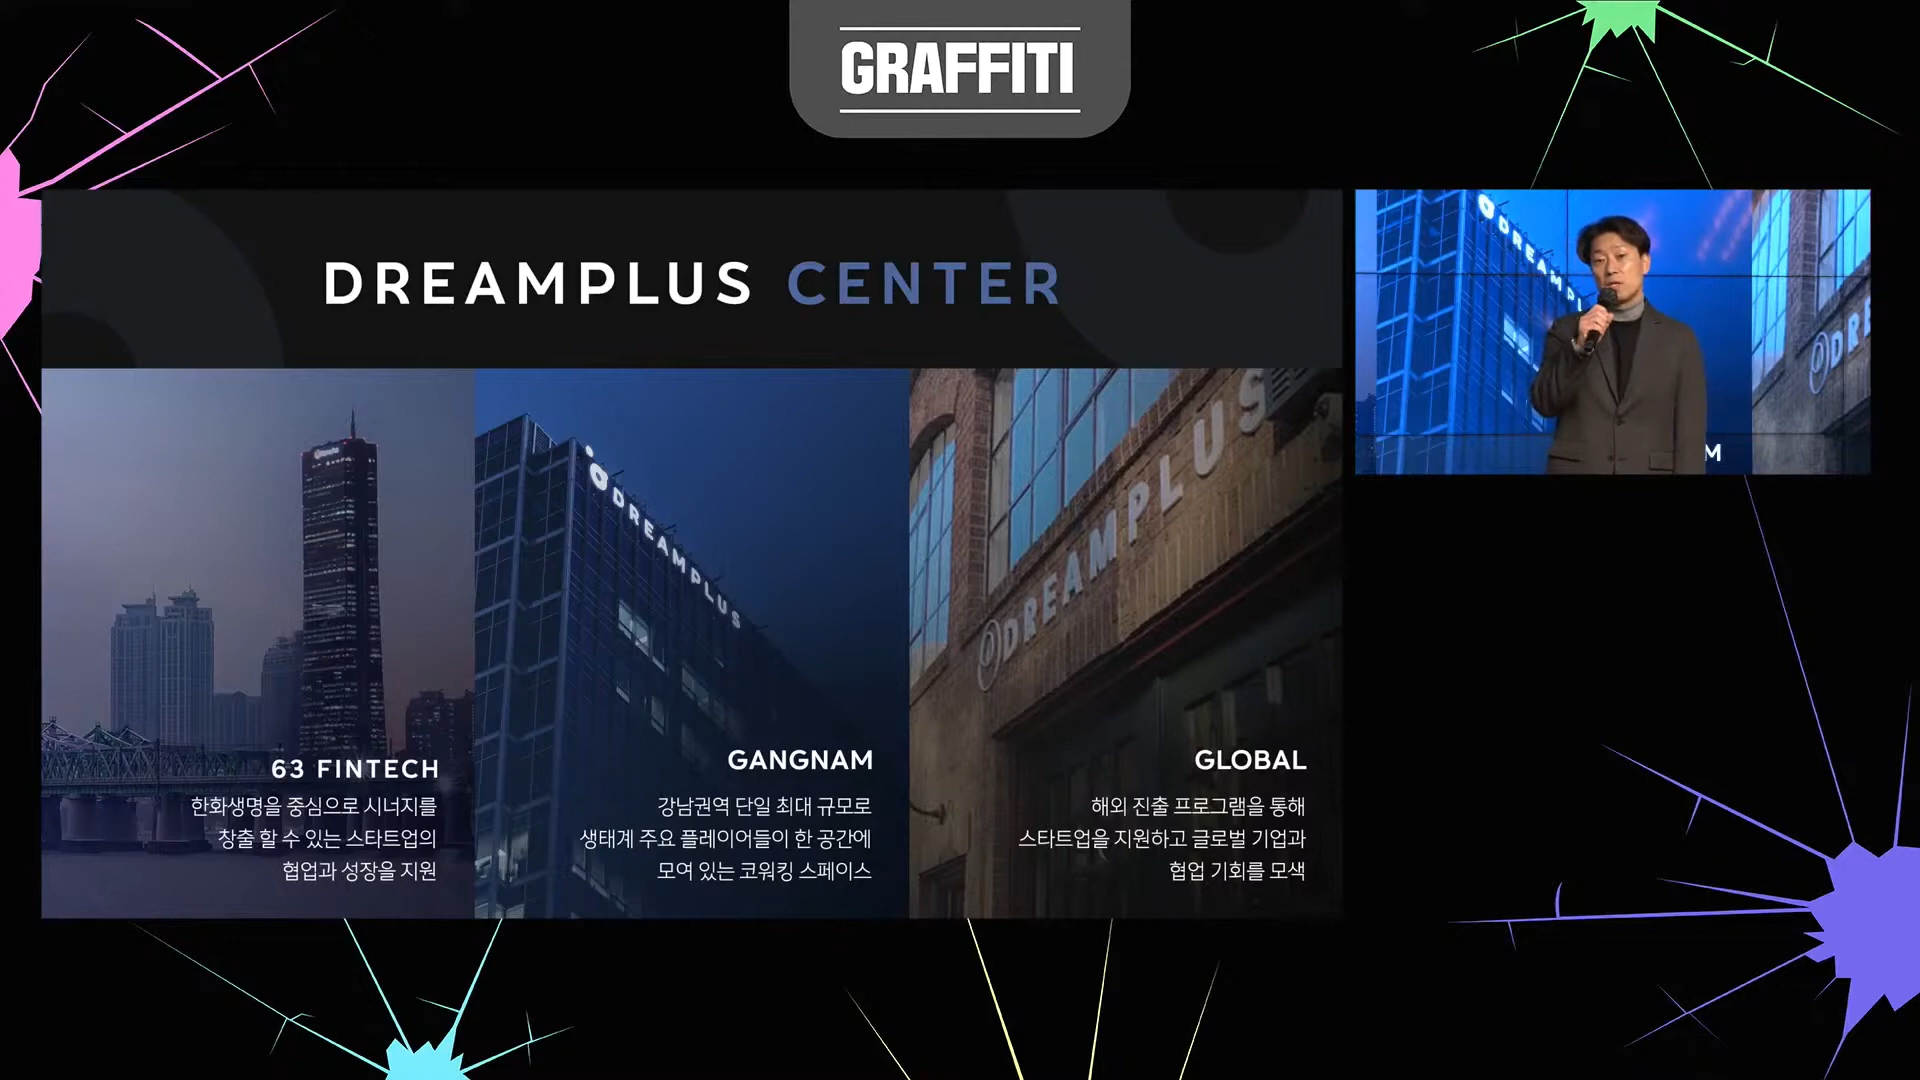 GRAFFITI
DREAMPLUS CENTER
DREAMPLUS
DREAMPLUS
63 FINTECH
한화생명을 중심으로 시너지를
창출 할 수 있는 스타트업의
협업과 성장을 지원
GANGNAM
강남권역 단일 최대 규모로
생태계 주요 플레이어들이 한 공간에
모여 있는 코워킹 스페이스
GLOBAL
해외 진출 프로그램을 통해
스타트업을 지원하고 글로벌 기업과
협업 기회를 모색
DREAMPL
DRE
M